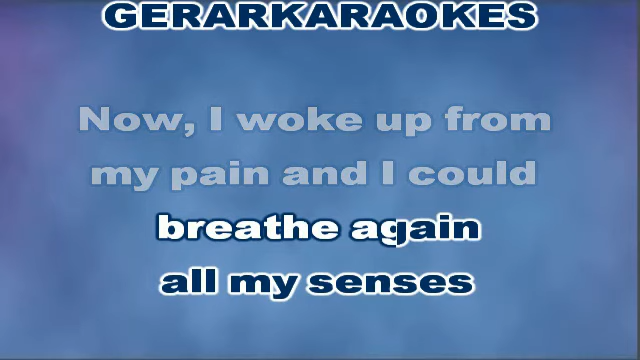 GERARKARAOKES
Now, I woke up from
my pain and I could
breathe again
all my senses